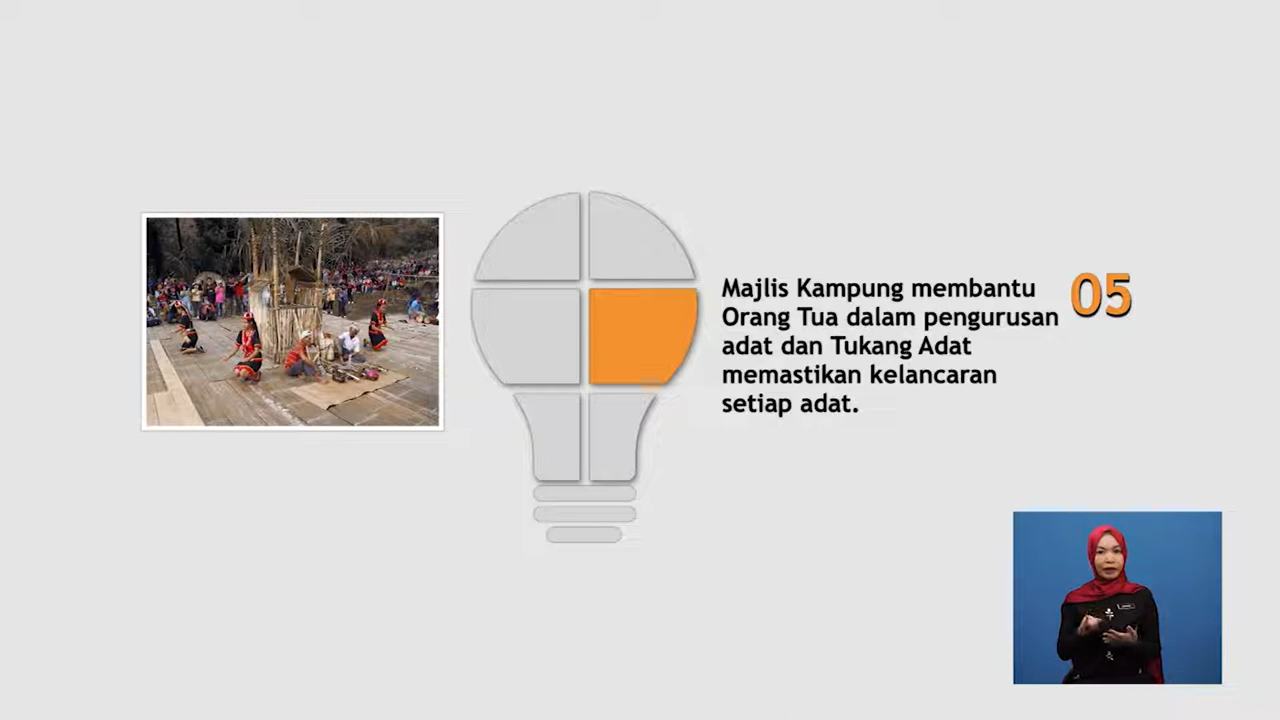 Majlis Kampung membantu
Orang Tua dalam pengurusan
adat dan Tukang Adat
memastikan kelancaran
setiap adat.
05